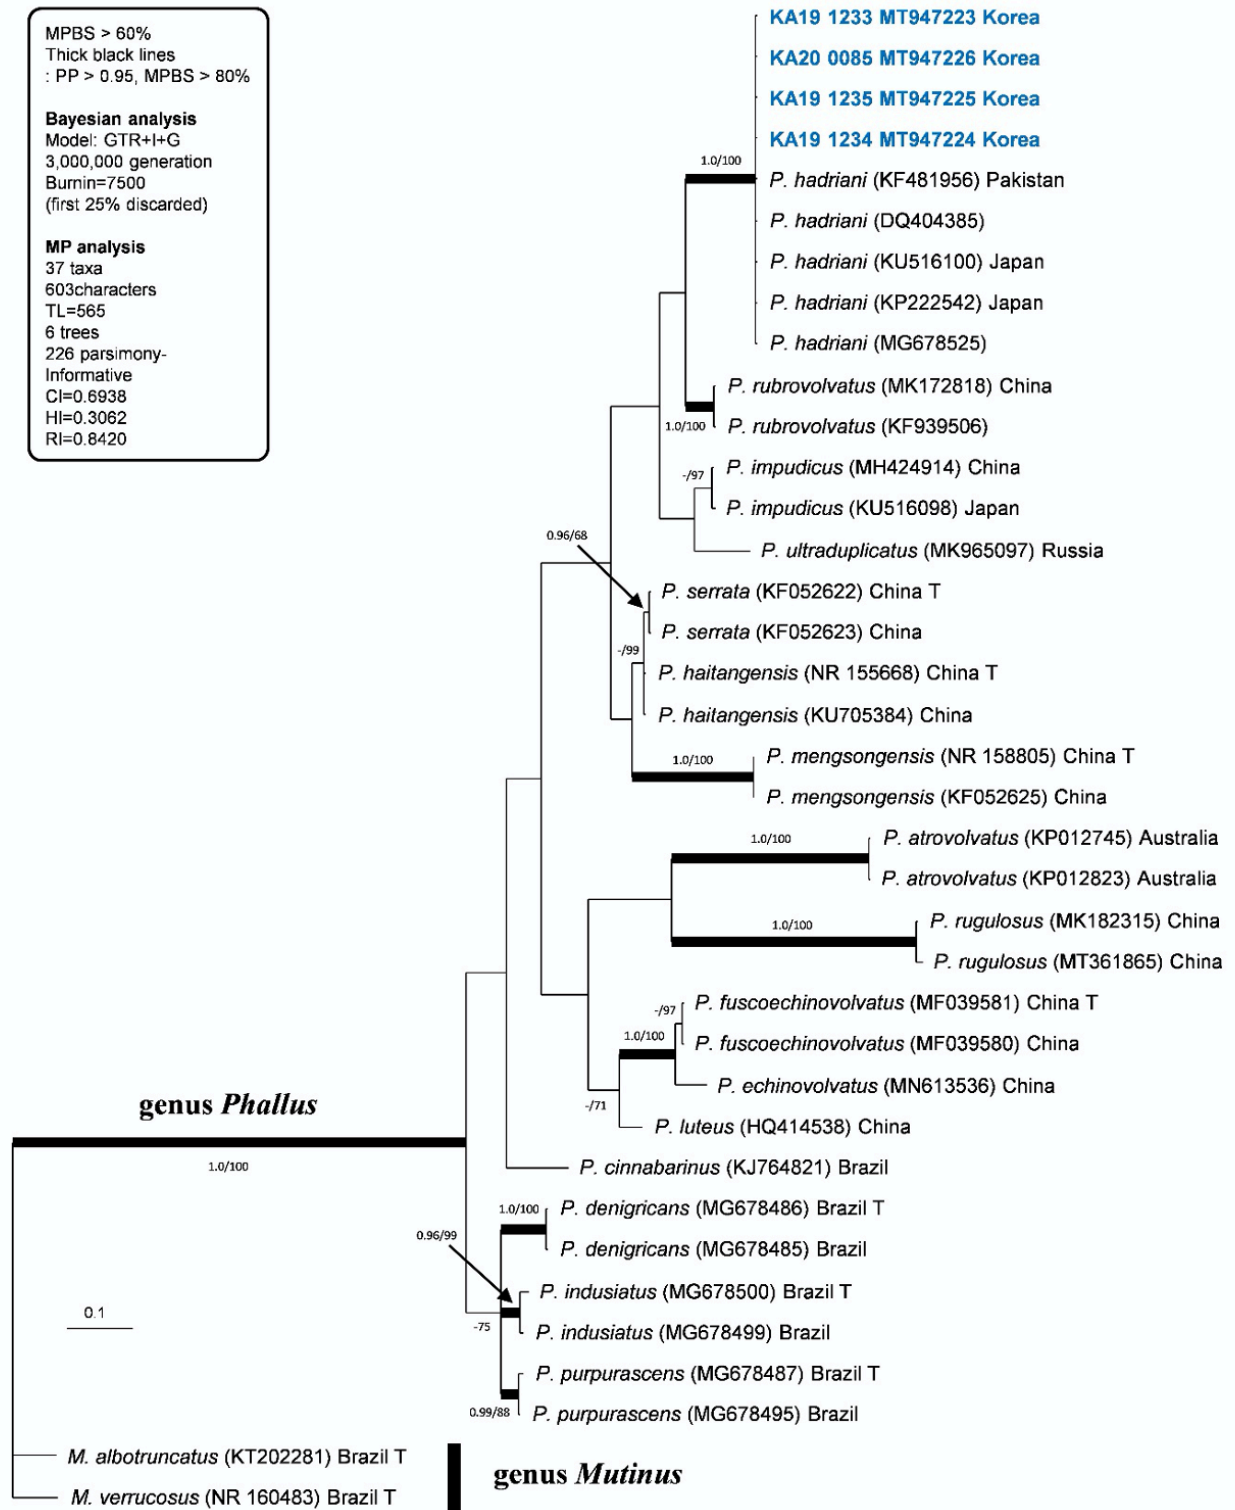 MPBS > 60%
Thick black lines
: PP > 0.95, MPBS > 80%
Bayesian analysis
Model: GTR+I+G
3,000,000 generation
Burnin=7500
(first 25% discarded)
MP analysis
37 taxa
603characters
TL=565
6 trees
226 parsimony-
Informative
CI=0.6938
HI=0.3062
RI=0.8420
KA19 1233 MT947223 Korea
KA20 0085 MT947226 Korea
KA19 1235 MT947225 Korea
KA19 1234 MT947224 Korea
1.0/100
P. hadriani (KF481956) Pakistan
P. hadriani (DQ404385)
P. hadriani (KU516100) Japan
P. hadriani (KP222542) Japan
P. hadriani (MG678525)
P. rubrovolvatus (MK172818) China
1.0/100
P. rubrovolvatus (KF939506)
P. impudicus (MH424914) China
-/97
P. impudicus (KU516098) Japan
0.96/68
P. ultraduplicatus (MK965097) Russia
P. serrata (KF052622) China T
P. serrata (KF052623) China
-/99
P. haitangensis (NR 155668) China T
P. haitangensis (KU705384) China
P. mengsongensis (NR 158805) China T
1.0/100
P. mengsongensis (KF052625) China
P. atrovolvatus (KP012745) Australia
1.0/100
P. atrovolvatus (KP012823) Australia
P. rugulosus (MK182315) China
1.0/100
P. rugulosus (MT361865) China
P. fuscoechinovolvatus (MF039581) China T
-/97
1.0/100
P. fuscoechinovolvatus (MF039580) China
P. echinovolvatus (MN613536) China
-/71
P. luteus (HQ414538) China
genus Phallus
1.0/100
P. cinnabarinus (KJ764821) Brazil
1.0/100
P. denigricans (MG678486) Brazil T
0.96/99
P. denigricans (MG678485) Brazil
P. indusiatus (MG678500) Brazil T
0.1
-75
P. indusiatus (MG678499) Brazil
P. purpurascens (MG678487) Brazil T
0.99/88
P. purpurascens (MG678495) Brazil
M. albotruncatus (KT202281) Brazil T
genus Mutinus
M. verrucosus (NR 160483) Brazil T